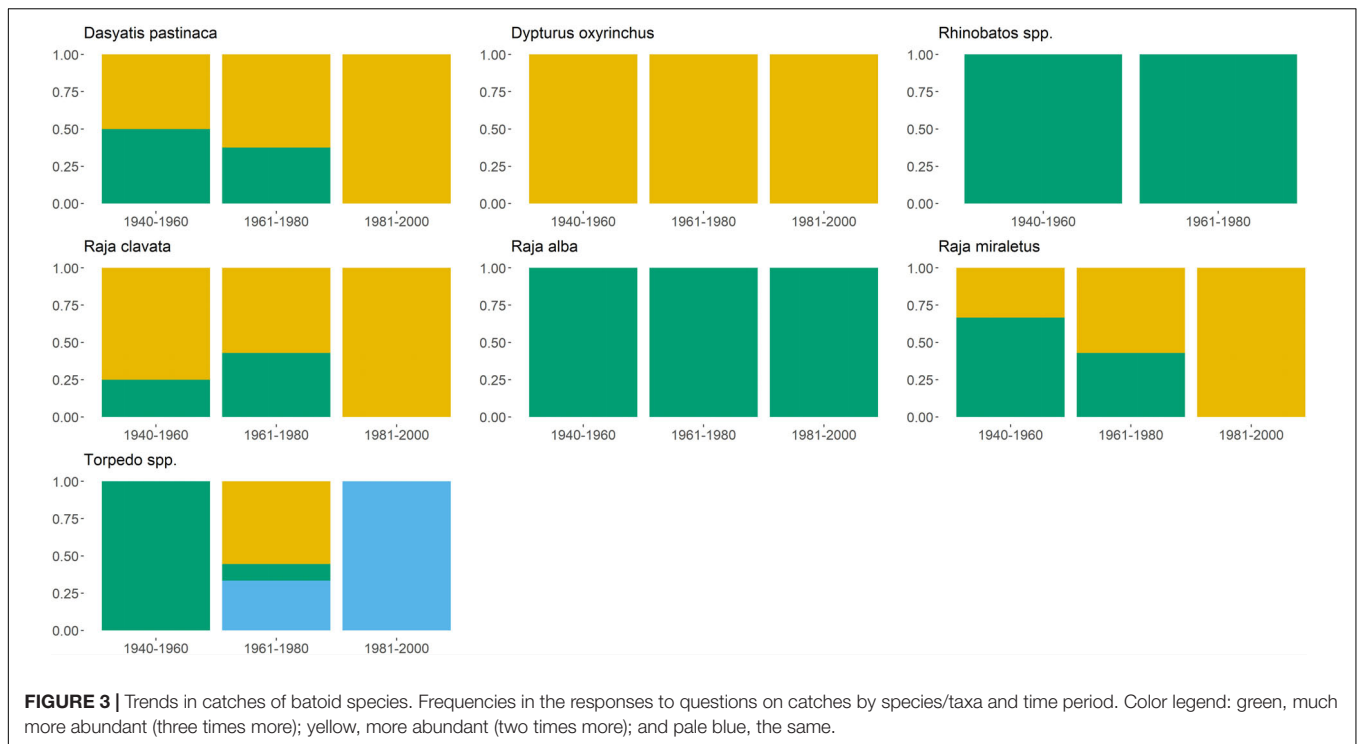 Dasyatis pastinaca
1.00-
0.75-
0.50-
0.25-
0.00-
1940-1960 1961-1980 1981-2000
Dypturus oxyrinchus
1.00-
0.75-
0.50-
0.25-
0.00-
1940-1960 1961-1980 1981-2000
Rhinobatos spp.
1.00-
0.75-
0.50-
0.25-
0.00-
1940-1960 1961-1980
Raja clavata
1.00-
0.75-
0.50-
0.25-
0.00-
1940-1960 1961-1980 1981-2000
Raja alba
1.00-
0.75-
0.50-
0.25-
0.00-
1940-1960 1961-1980 1981-2000
Raja miraletus
1.00-
0.75-
0.50-
0.25-
0.00-
1940-1960 1961-1980 1981-2000
Torpedo spp.
1.00-
0.75-
0.50-
0.25-
0.00-
1940-1960 1961-1980 1981-2000
FIGURE 3 | Trends in catches of batoid species. Frequencies in the responses to questions on catches by species/taxa and time period. Color legend: green, much
more abundant (three times more); yellow, more abundant (two times more); and pale blue, the same.